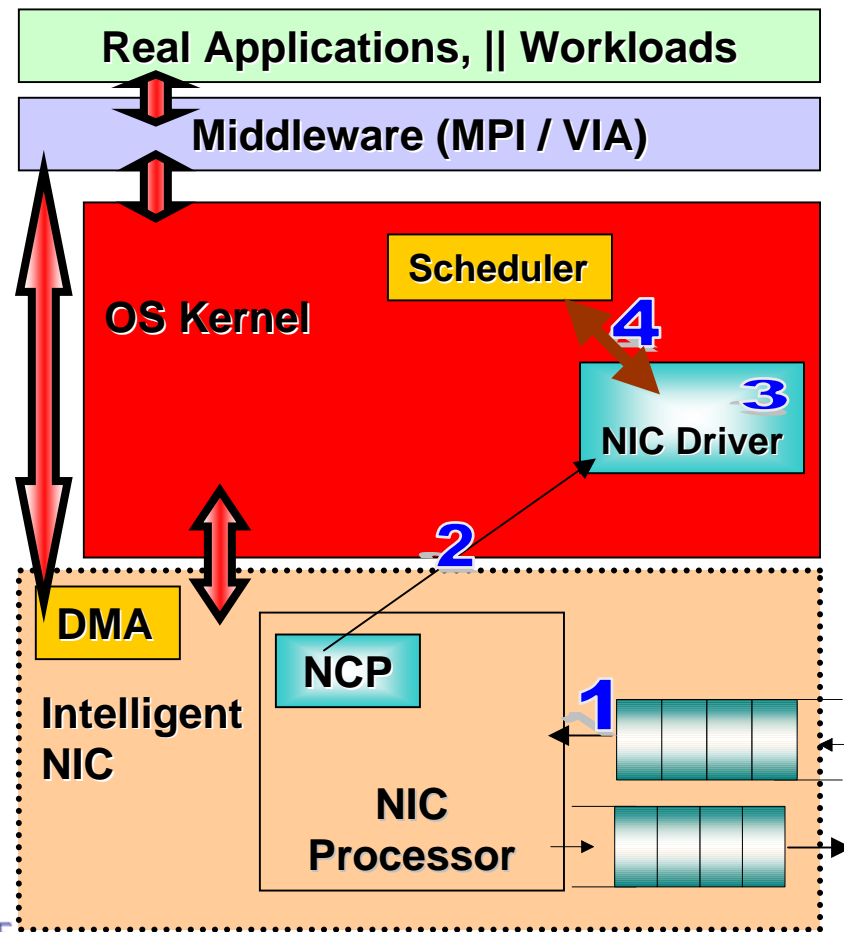 Real Applications, || Workloads
Middleware (MPI / VIA)
Scheduler
OS Kernel
4
3
NIC Driver
2
DMA
NCP
1
Intelligent
NIC
NIC
Processor